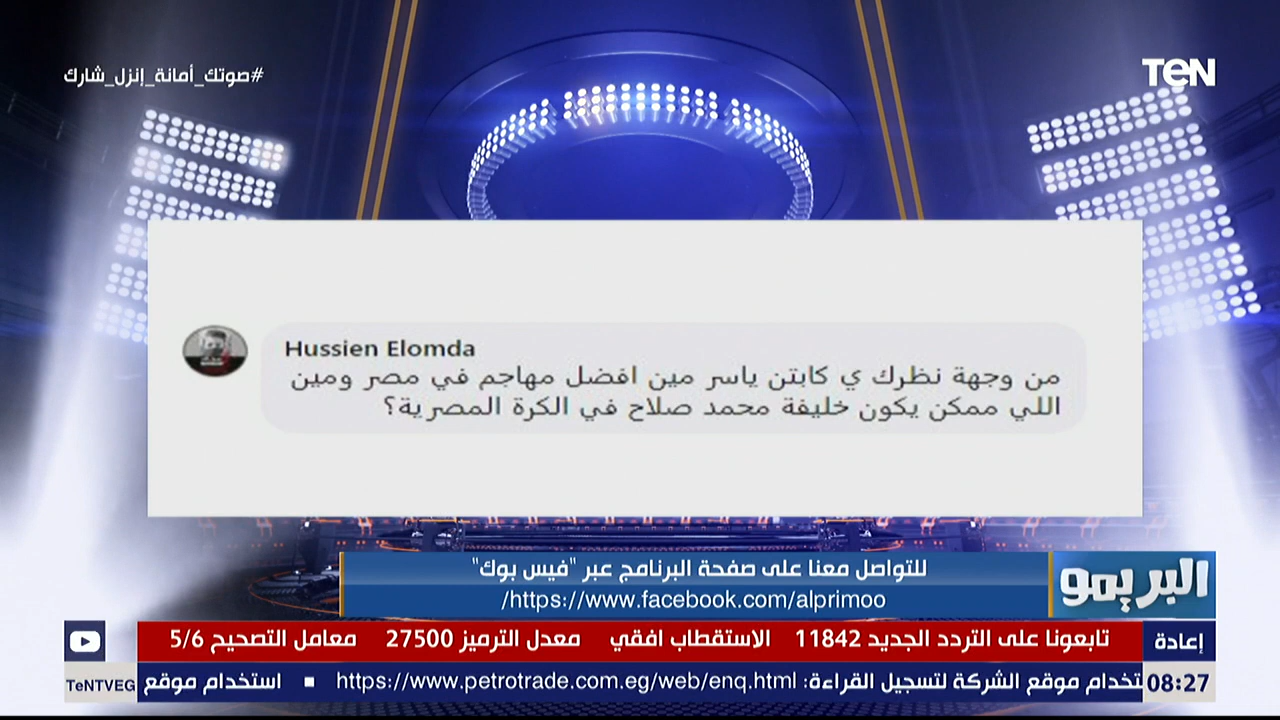 #صوتك_أمانة_إنزل_شارك
TeN
Hussien Elomda
من وجهة نظرك ي كابتن ياسر مين افضل مهاجم في مصر ومين
اللي ممكن يكون خليفة محمد صلاح في الكرة المصرية؟
البريمو
للتواصل معنا على صفحة البرنامج عبر "فيس بوك"
https://www.facebook.com/alprimoo/
إعادة
تابعونا على التردد الجديد 11842 الاستقطاب افقي معدل الترميز 27500 معامل التصحيح 5/6
08:27
تخدام موقع الشركة لتسجيل القراءة: https://www.petrotrade.com.eg/web/enq.html ■ استخدام موقع
TeNTVEG